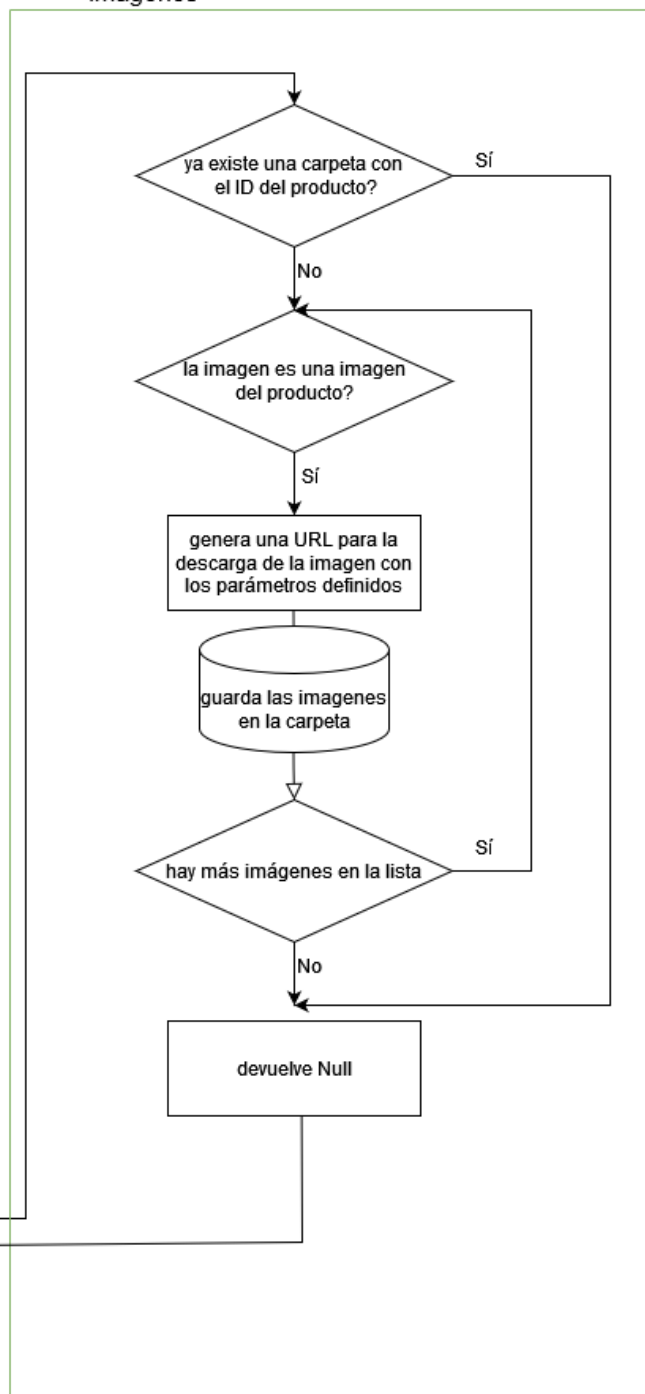 imágenes
ya existe una carpeta con
el ID del producto?
Sí
No
la imagen es una imagen
del producto?
Sí
genera una URL para la
descarga de la imagen con
los parámetros definidos
guarda las imagenes
en la carpeta
hay más imágenes en la lista
Sí
No
devuelve Null